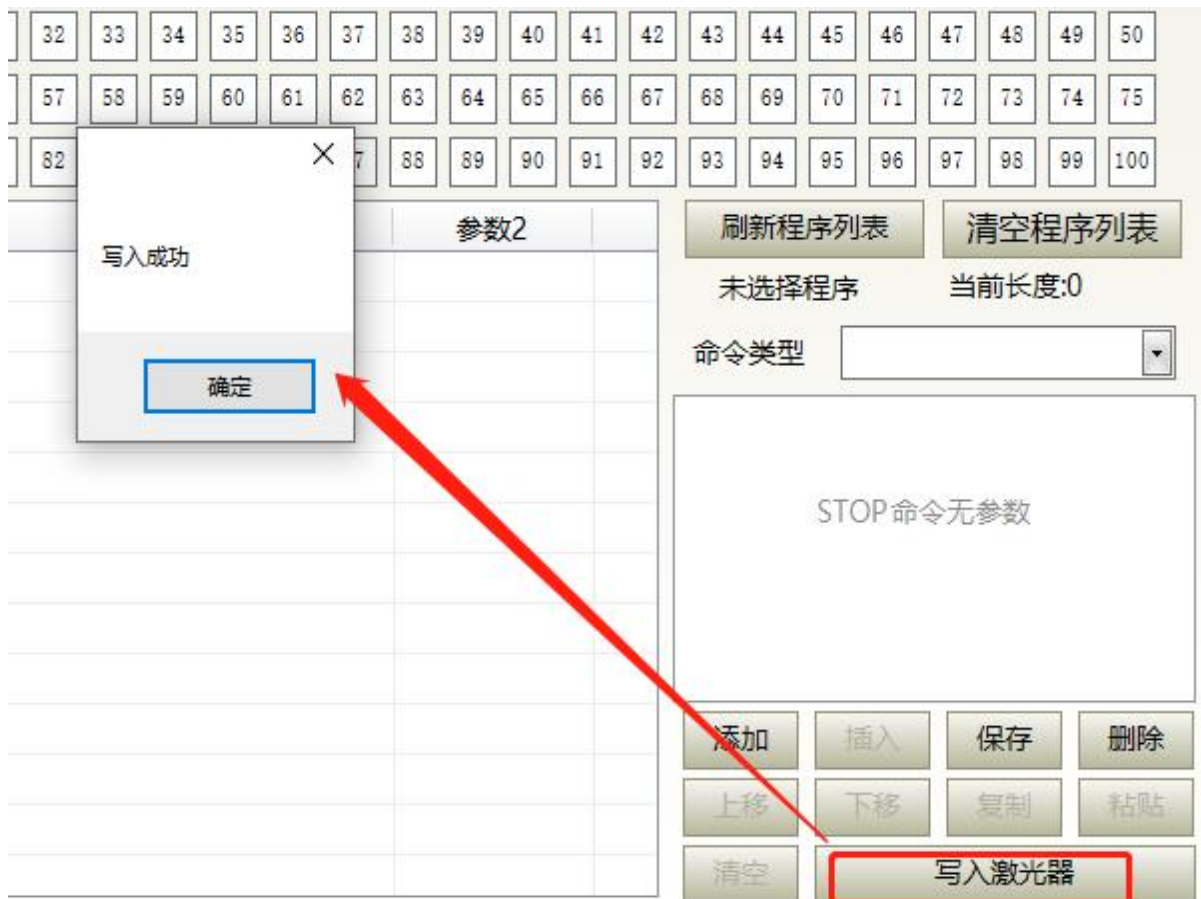 32 33 34 35 36 37 38 39 40 41 42 43 44 45 46 47 48 49 50
57 58 59 60 61 62 63 64 65 66 67 68 69 70 71 72 73 74 75
82 7 88 89 90 91 92 93 94 95 96 97 98 99 100
写入成功
确定
参数2
刷新程序列表 清空程序列表
未选择程序 当前长度:0
命令类型
STOP命令无参数
添加 插入 保存 删除
上移 下移 复制 粘贴
清空 写入激光器